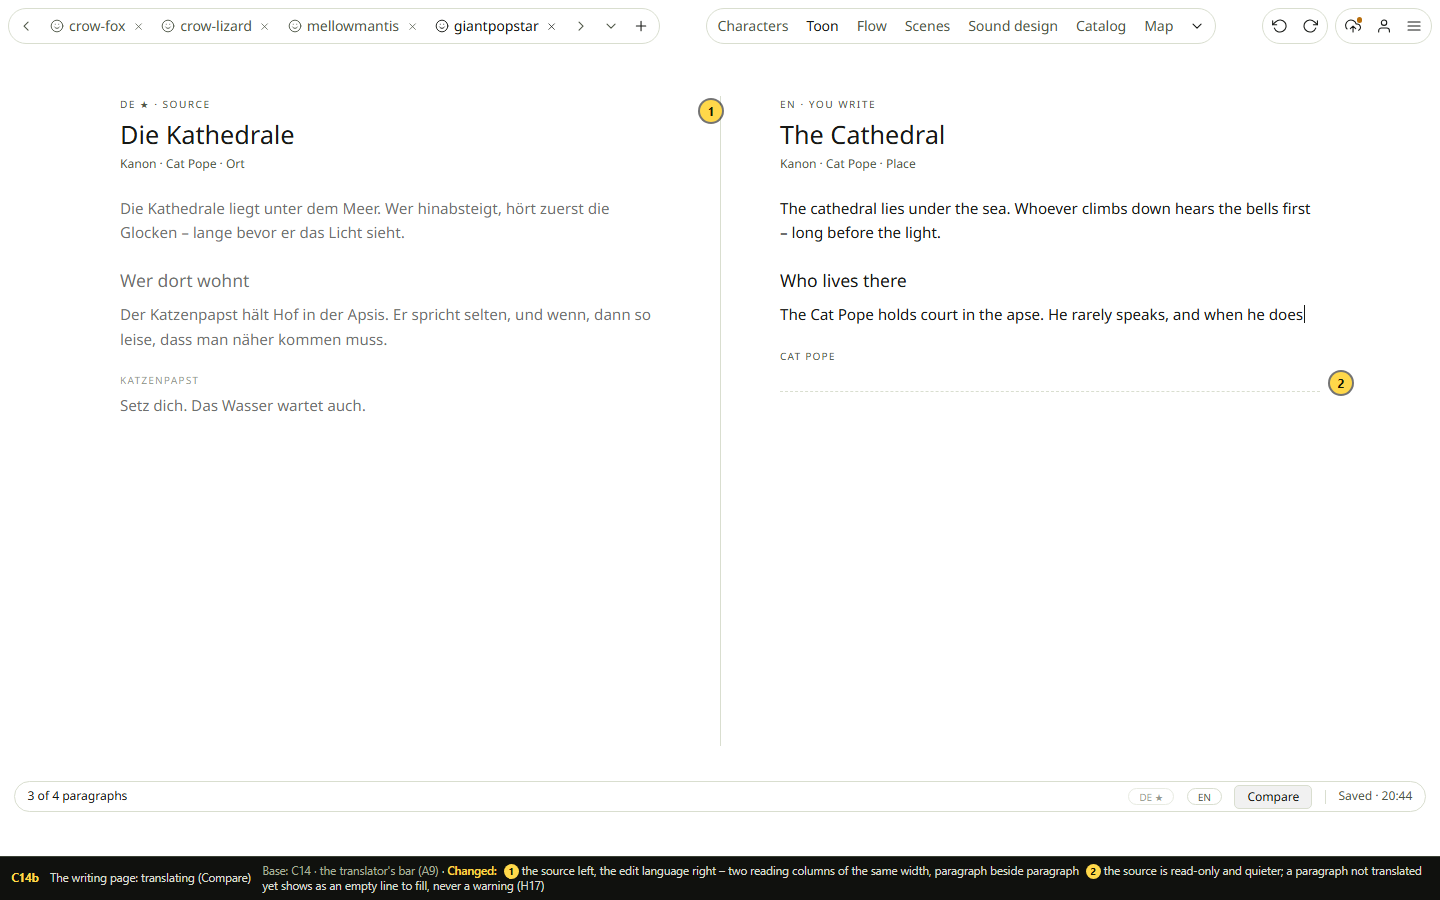 crow-fox
crow-lizard
mellowmantis
giantpopstar
Characters Toon Flow Scenes Sound design Catalog Map
DE ★ · SOURCE
Die Kathedrale
Kanon · Cat Pope · Ort
Die Kathedrale liegt unter dem Meer. Wer hinabsteigt, hört zuerst die
Glocken – lange bevor er das Licht sieht.
Wer dort wohnt
Der Katzenpapst hält Hof in der Apsis. Er spricht selten, und wenn, dann so
leise, dass man näher kommen muss.
KATZENPAPST
Setz dich. Das Wasser wartet auch.
1
EN · YOU WRITE
The Cathedral
Kanon · Cat Pope · Place
The cathedral lies under the sea. Whoever climbs down hears the bells first
– long before the light.
Who lives there
The Cat Pope holds court in the apse. He rarely speaks, and when he does
CAT POPE
2
3 of 4 paragraphs
DE ★ EN Compare Saved · 20:44
C14b The writing page: translating (Compare)
Base: C14 · the translator's bar (A9) · Changed: 1 the source left, the edit language right – two reading columns of the same width, paragraph beside paragraph 2 the source is read-only and quieter; a paragraph not translated
yet shows as an empty line to fill, never a warning (H17)